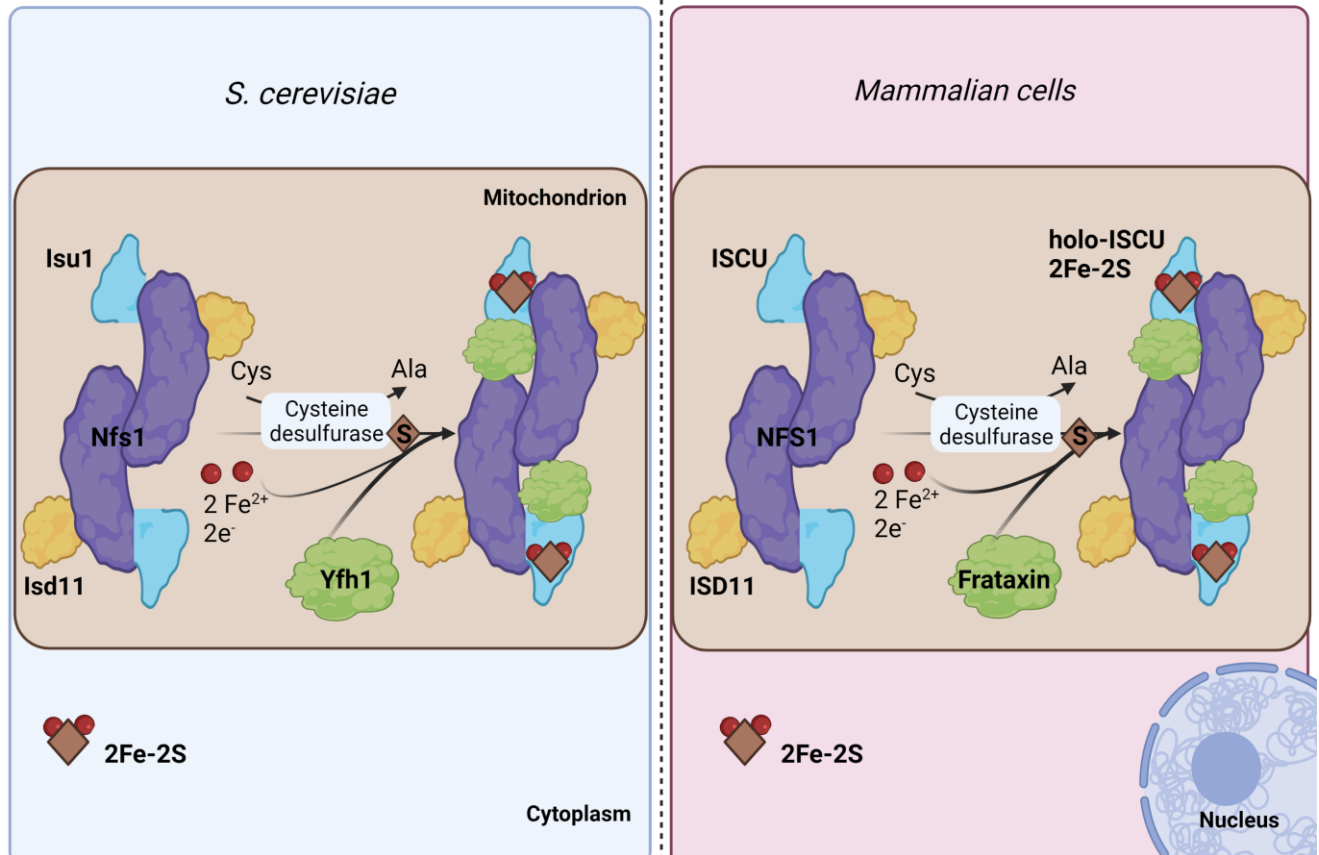 S. cerevisiae
Mitochondrion
Isu1
Cys
Ala
Cysteine
desulfurase
S
Nfs1
2 Fe²⁺
2e⁻
Isd11
Yfh1
2Fe-2S
Cytoplasm
Mammalian cells
ISCU
holo-ISCU
2Fe-2S
Cys
Ala
Cysteine
desulfurase
S
NFS1
2 Fe²⁺
2e⁻
ISD11
Frataxin
2Fe-2S
Nucleus